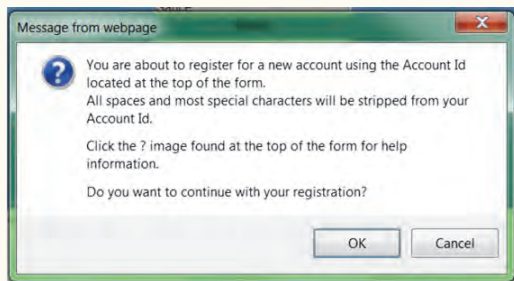 Message from webpage
You are about to register for a new account using the Account Id
located at the top of the form.
All spaces and most special characters will be stripped from your
Account Id.
Click the ? image found at the top of the form for help
information.
Do you want to continue with your registration?
OK
Cancel